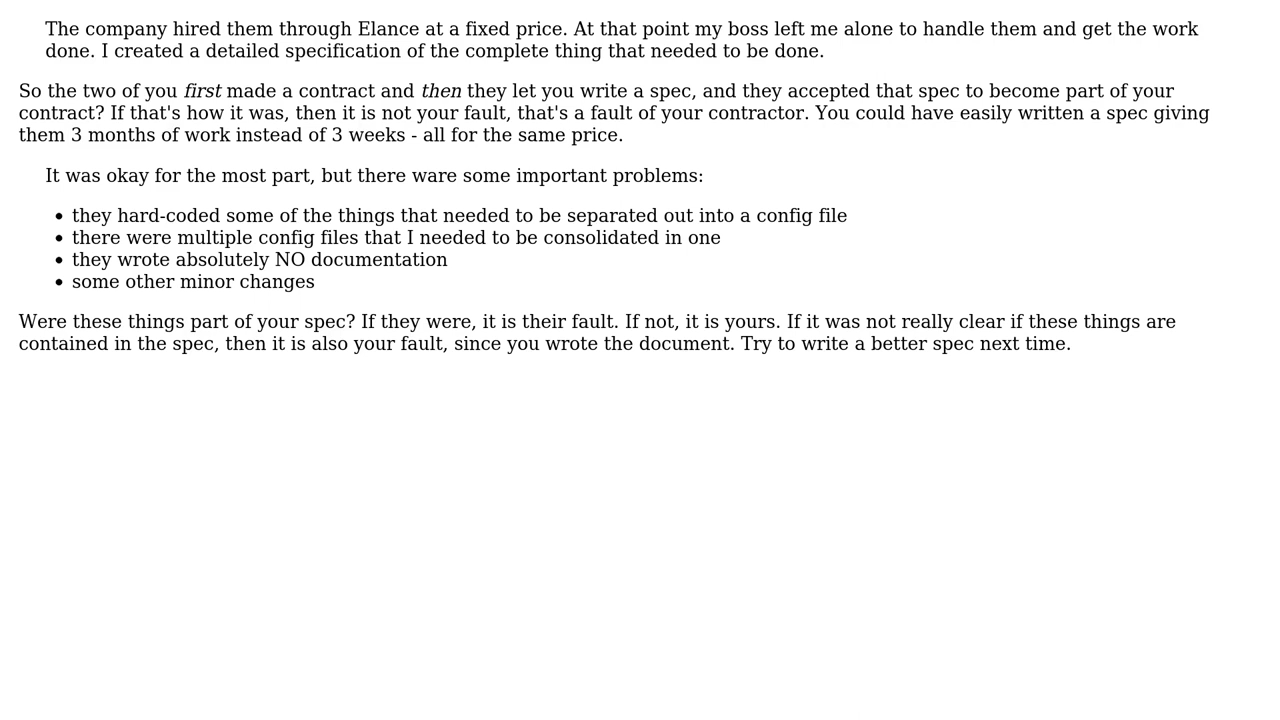 The company hired them through Elance at a fixed price. At that point my boss left me alone to handle them and get the work
done. I created a detailed specification of the complete thing that needed to be done.
So the two of you first made a contract and then they let you write a spec, and they accepted that spec to become part of your
contract? If that's how it was, then it is not your fault, that's a fault of your contractor. You could have easily written a spec giving
them 3 months of work instead of 3 weeks - all for the same price.
It was okay for the most part, but there ware some important problems:
• they hard-coded some of the things that needed to be separated out into a config file
• there were multiple config files that I needed to be consolidated in one
• they wrote absolutely NO documentation
• some other minor changes
Were these things part of your spec? If they were, it is their fault. If not, it is yours. If it was not really clear if these things are
contained in the spec, then it is also your fault, since you wrote the document. Try to write a better spec next time.